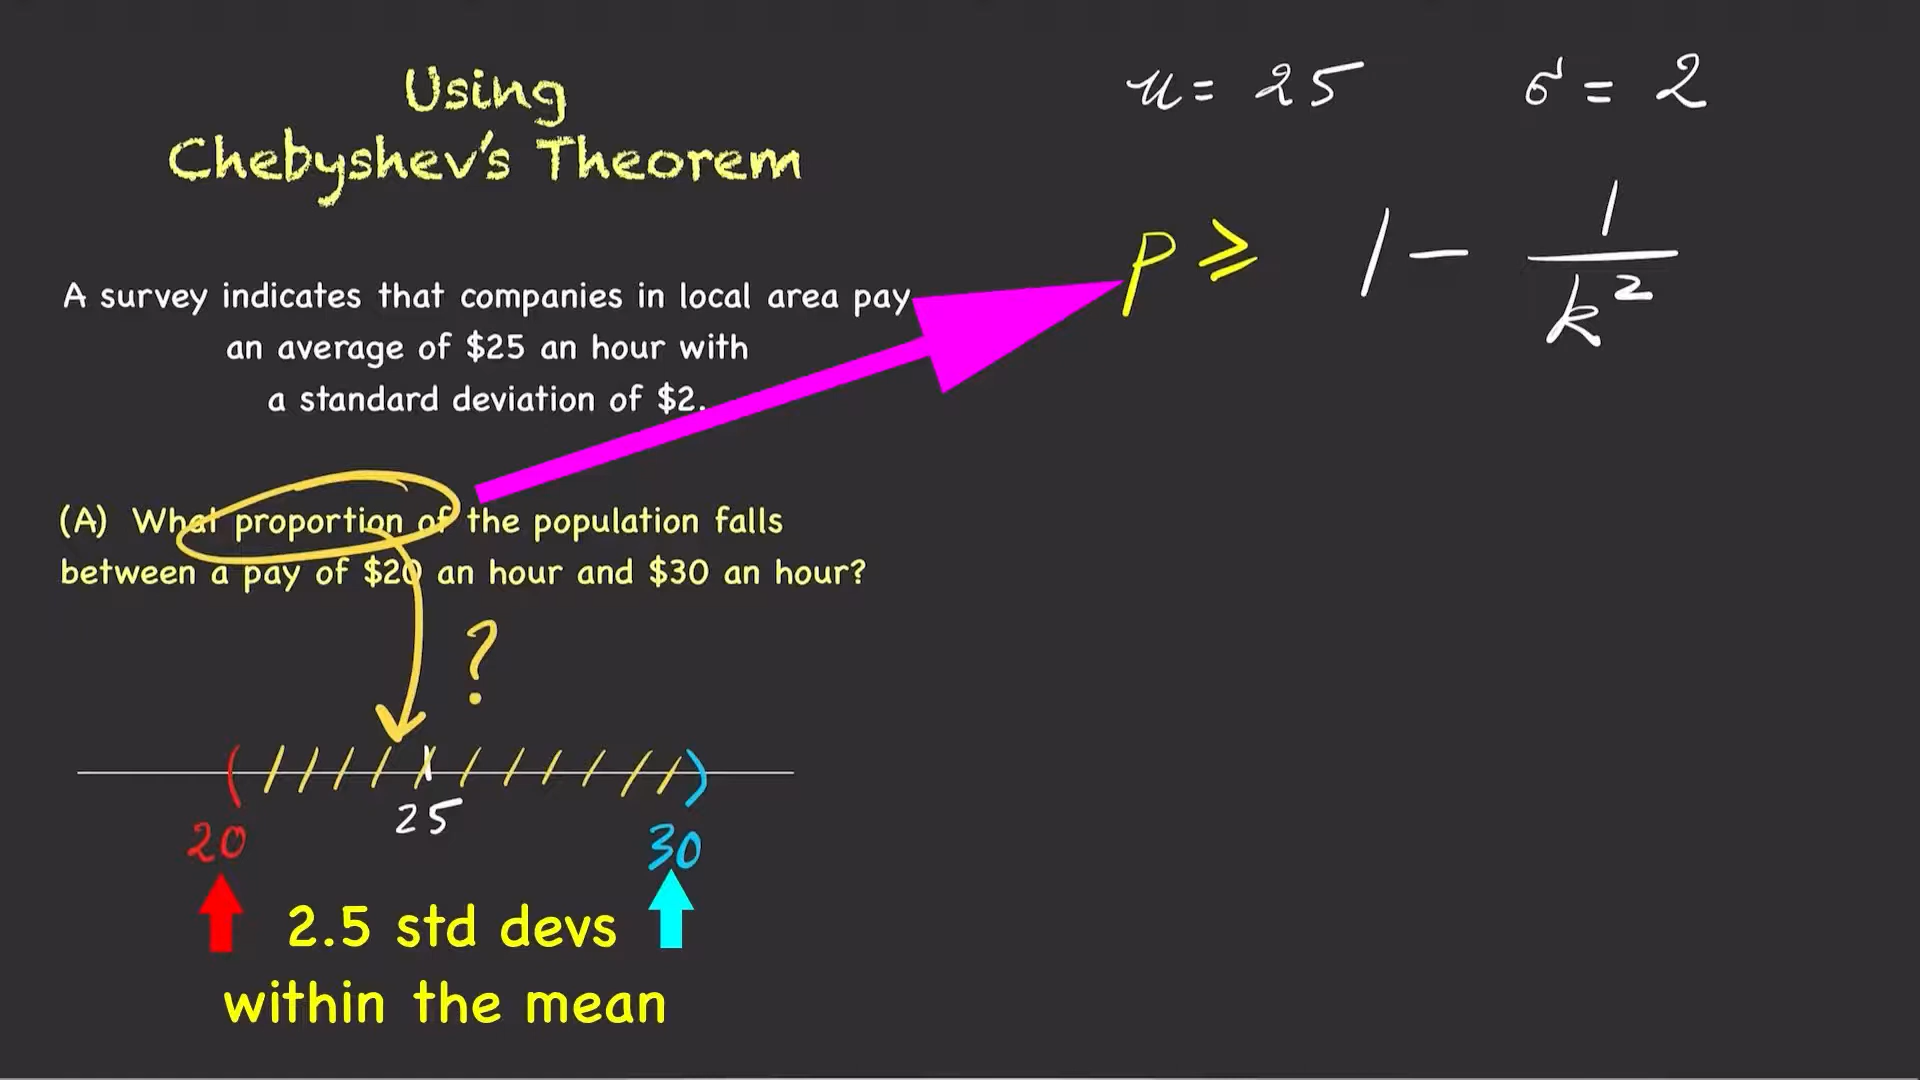 Using
Chebyshev's Theorem
A survey indicates that companies in local area pay
an average of $25 an hour with
a standard deviation of $2.
(A) What proportion of the population falls
between a pay of $20 an hour and $30 an hour?
?
25
20
30
2.5 std devs
within the mean
μ = 25
σ = 2
p ≥ 1 - 1/k²